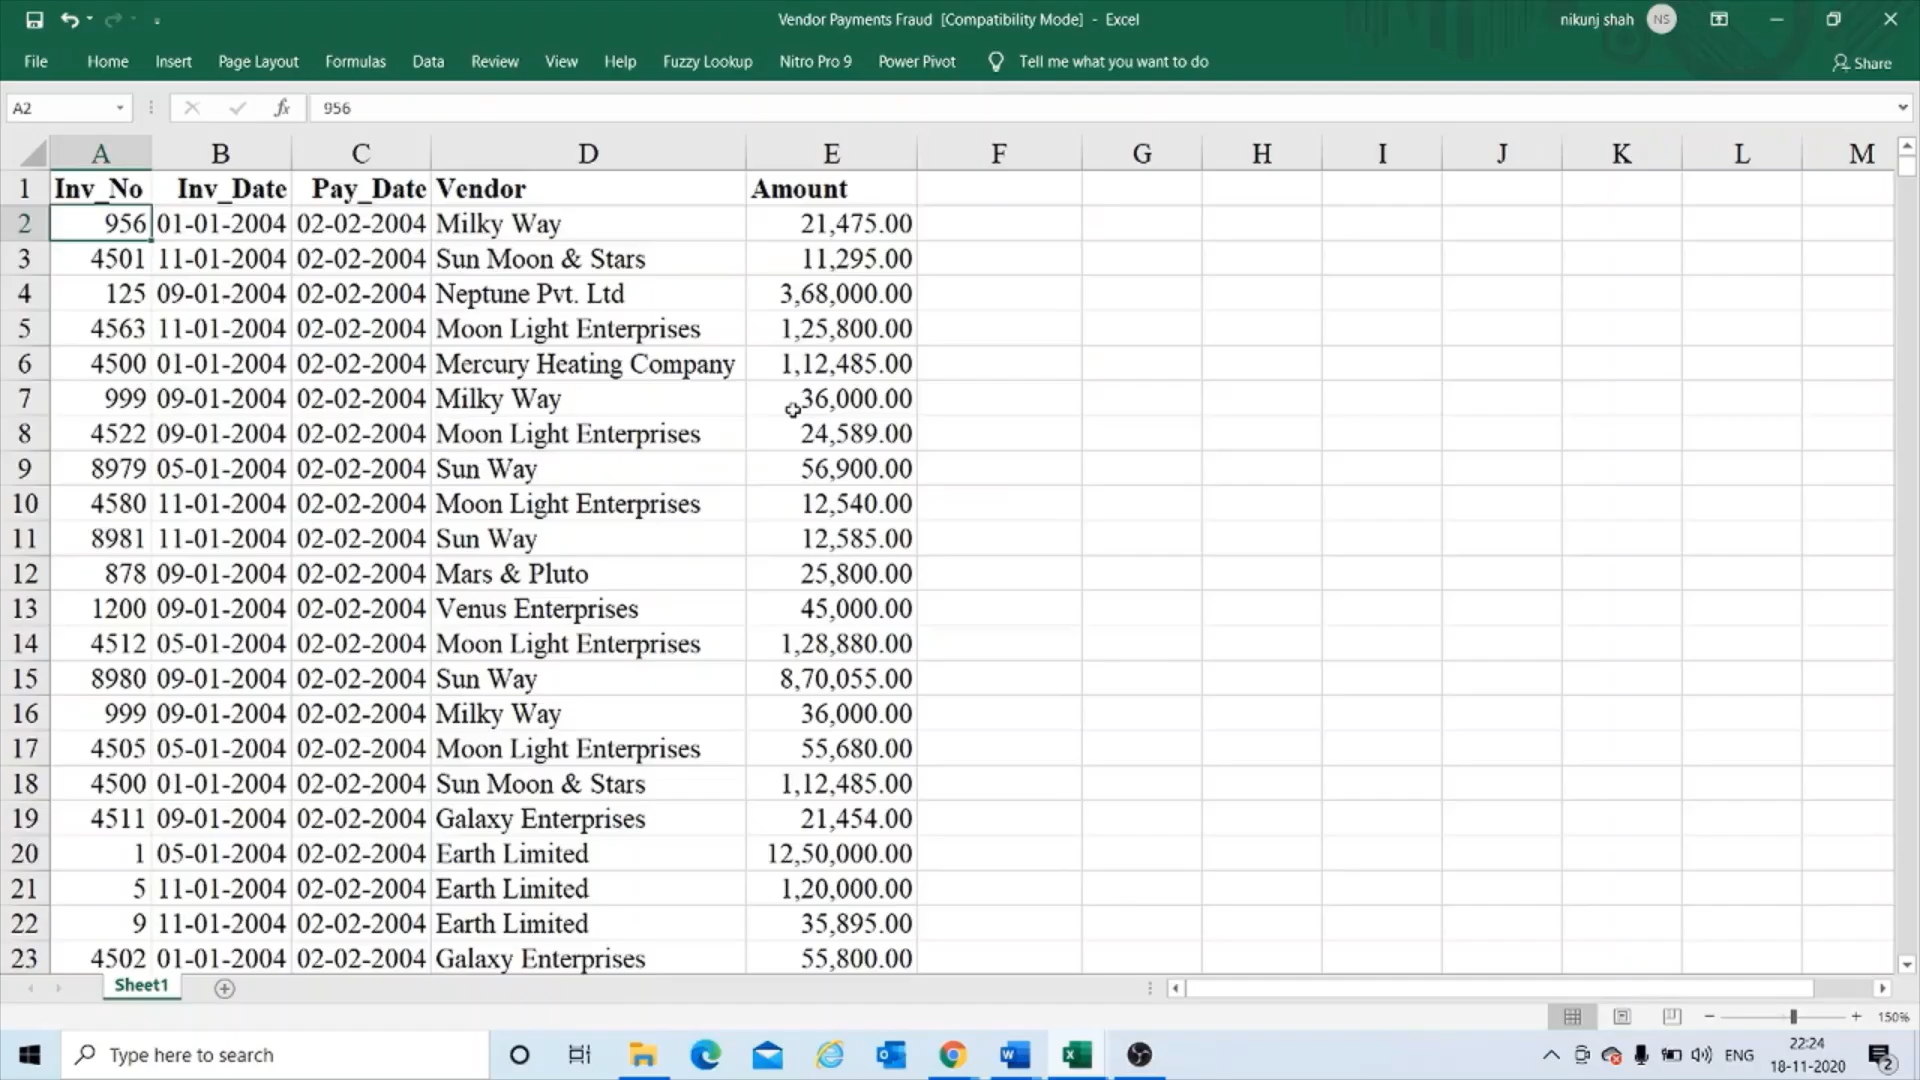 Vendor Payments Fraud [Compatibility Mode] - Excel
nikunj shah NS
File Home Insert Page Layout Formulas Data Review View Help Fuzzy Lookup Nitro Pro 9 Power Pivot Tell me what you want to do Share
A2 fx 956
A B C D E F G H I J K L M
1 Inv_No Inv_Date Pay_Date Vendor Amount
2 956 01-01-2004 02-02-2004 Milky Way 21,475.00
3 4501 11-01-2004 02-02-2004 Sun Moon & Stars 11,295.00
4 125 09-01-2004 02-02-2004 Neptune Pvt. Ltd 3,68,000.00
5 4563 11-01-2004 02-02-2004 Moon Light Enterprises 1,25,800.00
6 4500 01-01-2004 02-02-2004 Mercury Heating Company 1,12,485.00
7 999 09-01-2004 02-02-2004 Milky Way 36,000.00
8 4522 09-01-2004 02-02-2004 Moon Light Enterprises 24,589.00
9 8979 05-01-2004 02-02-2004 Sun Way 56,900.00
10 4580 11-01-2004 02-02-2004 Moon Light Enterprises 12,540.00
11 8981 11-01-2004 02-02-2004 Sun Way 12,585.00
12 878 09-01-2004 02-02-2004 Mars & Pluto 25,800.00
13 1200 09-01-2004 02-02-2004 Venus Enterprises 45,000.00
14 4512 05-01-2004 02-02-2004 Moon Light Enterprises 1,28,880.00
15 8980 09-01-2004 02-02-2004 Sun Way 8,70,055.00
16 999 09-01-2004 02-02-2004 Milky Way 36,000.00
17 4505 05-01-2004 02-02-2004 Moon Light Enterprises 55,680.00
18 4500 01-01-2004 02-02-2004 Sun Moon & Stars 1,12,485.00
19 4511 09-01-2004 02-02-2004 Galaxy Enterprises 21,454.00
20 1 05-01-2004 02-02-2004 Earth Limited 12,50,000.00
21 5 11-01-2004 02-02-2004 Earth Limited 1,20,000.00
22 9 11-01-2004 02-02-2004 Earth Limited 35,895.00
23 4502 01-01-2004 02-02-2004 Galaxy Enterprises 55,800.00
Sheet1
150%
Type here to search
ENG
22:24
18-11-2020
2